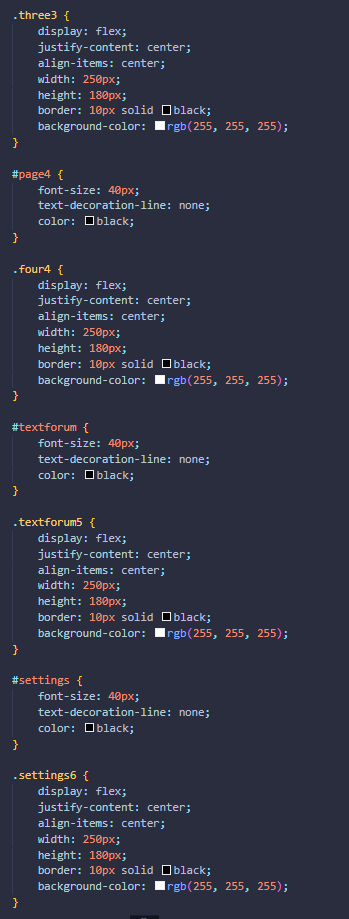 .three3 {
display: flex;
justify-content: center;
align-items: center;
width: 250px;
height: 180px;
border: 10px solid black;
background-color: rgb(255, 255, 255);
}
#page4 {
font-size: 40px;
text-decoration-line: none;
color: black;
}
.four4 {
display: flex;
justify-content: center;
align-items: center;
width: 250px;
height: 180px;
border: 10px solid black;
background-color: rgb(255, 255, 255);
}
#textforum {
font-size: 40px;
text-decoration-line: none;
color: black;
}
.textforum5 {
display: flex;
justify-content: center;
align-items: center;
width: 250px;
height: 180px;
border: 10px solid black;
background-color: rgb(255, 255, 255);
}
#settings {
font-size: 40px;
text-decoration-line: none;
color: black;
}
.settings6 {
display: flex;
justify-content: center;
align-items: center;
width: 250px;
height: 180px;
border: 10px solid black;
background-color: rgb(255, 255, 255);
}